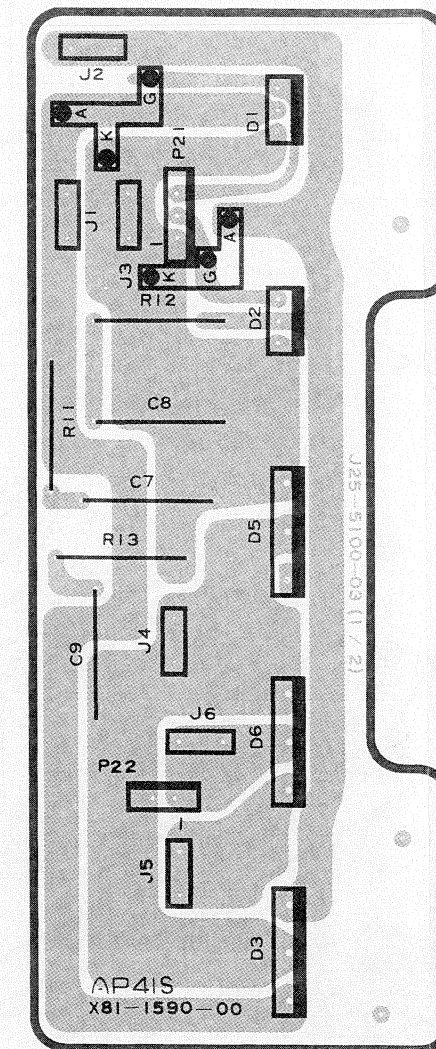 J2
G
A
K
D1
P21
J1
J3
1
A
G
K
R12
D2
R11
C8
C7
R13
D5
J25-5100-03 (1/2)
C9
J4
J6
D6
P22
1
J5
D3
AP41S
X81-1590-00